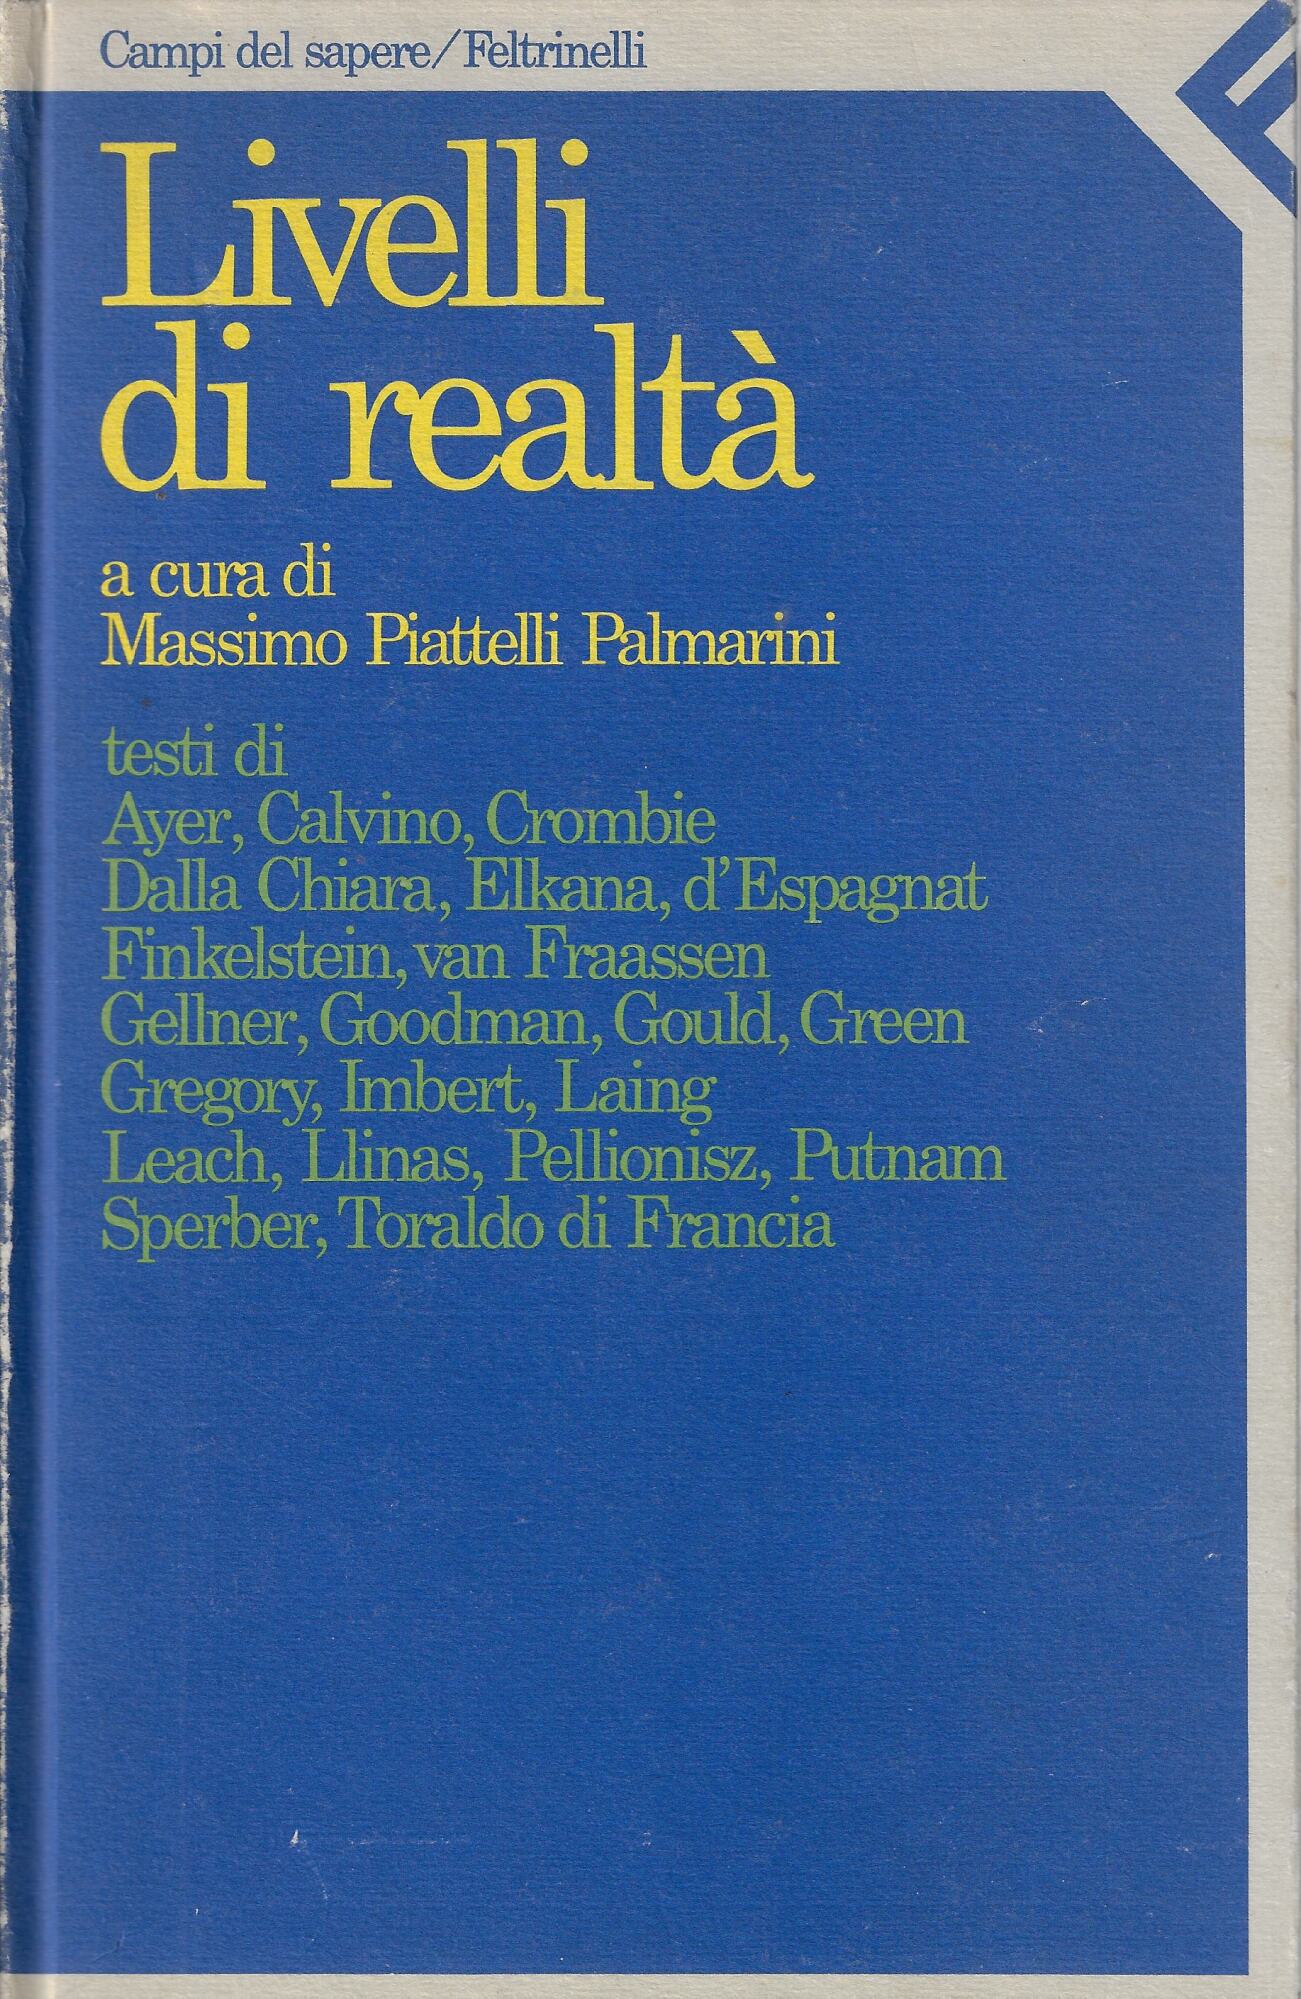 Campi del sapere/Feltrinelli
Livelli
di realtà
a cura di
Massimo Piattelli Palmarini
testi di
Ayer, Calvino, Crombie
Dalla Chiara, Elkana, d'Espagnat
Finkelstein, van Fraassen
Gellner, Goodman, Gould, Green
Gregory, Imbert, Laing
Leach, Llinas, Pellionisz, Putnam
Sperber, Toraldo di Francia